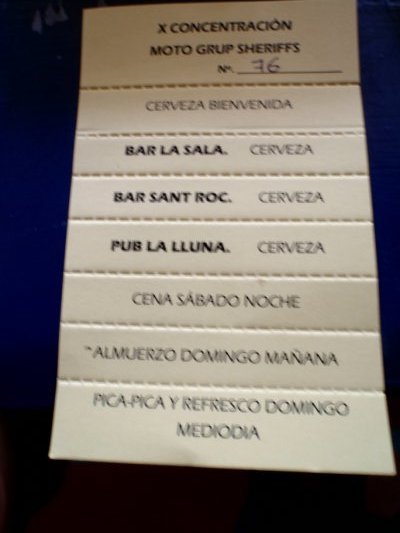 X CONCENTRACIÓN
MOTO GRUP SHERIFFS
Nº. 76
CERVEZA BIENVENIDA
BAR LA SALA. CERVEZA
BAR SANT ROC. CERVEZA
PUB LA LLUNA. CERVEZA
CENA SÁBADO NOCHE
ALMUERZO DOMINGO MAÑANA
PICA-PICA Y REFRESCO DOMINGO
MEDIODIA